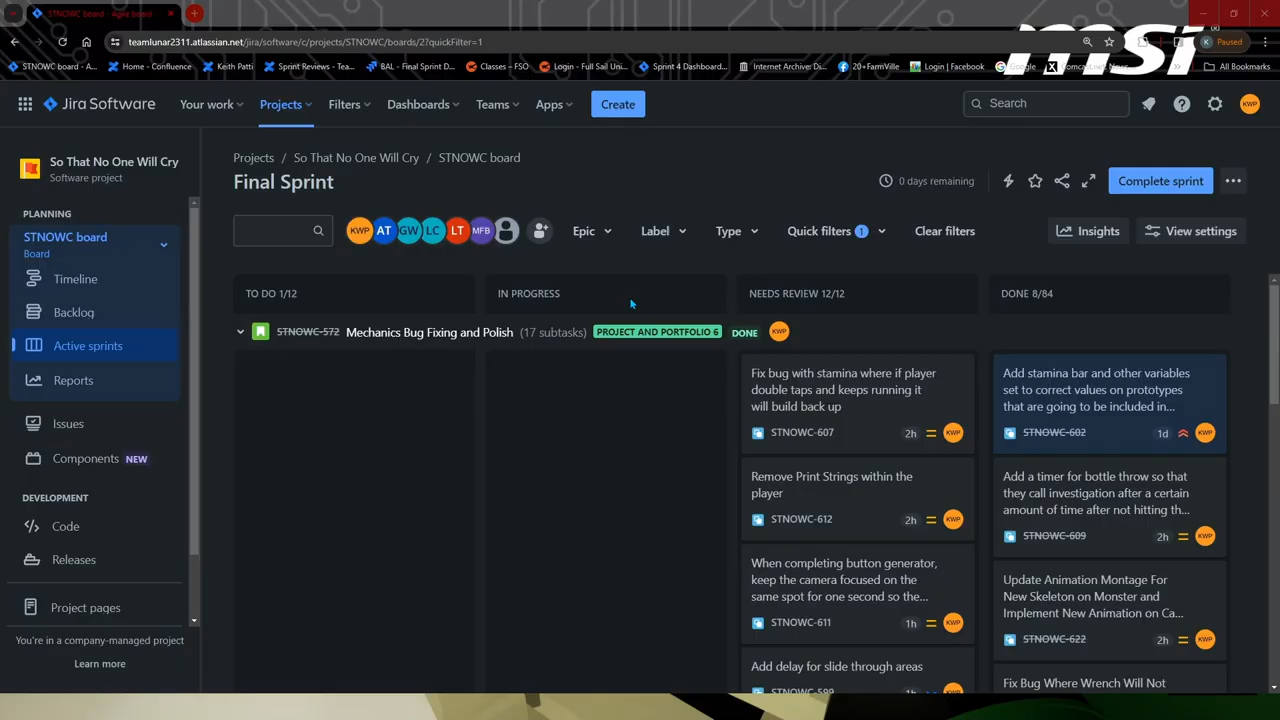 STNOWC board - Agile board
teamlunar2311.atlassian.net/jira/software/c/projects/STNOWC/boards/2?quickFilter=1
K Paused
STNOWC board - A...
Home - Confluence
Keith Patti
Sprint Reviews - Tea...
BAL - Final Sprint D...
Classes – FSO
Login - Full Sail Uni...
Sprint 4 Dashboard...
Internet Archive: Di...
20+ FarmVille
Login | Facebook
Google
All Bookmarks
msi
Jira Software
Your work
Projects
Filters
Dashboards
Teams
Apps
Create
Search
KWP
So That No One Will Cry
Software project
PLANNING
STNOWC board
Board
Timeline
Backlog
Active sprints
Reports
Issues
Components NEW
DEVELOPMENT
Code
Releases
Project pages
You're in a company-managed project
Learn more
Projects / So That No One Will Cry / STNOWC board
Final Sprint
0 days remaining
Complete sprint
KWP AT GW LC LT MFB
Epic
Label
Type
Quick filters 1
Clear filters
Insights
View settings
TO DO 1/12
IN PROGRESS
NEEDS REVIEW 12/12
DONE 8/84
STNOWC-572 Mechanics Bug Fixing and Polish (17 subtasks) PROJECT AND PORTFOLIO 6 DONE KWP
Fix bug with stamina where if player
double taps and keeps running it
will build back up
STNOWC-607 2h KWP
Remove Print Strings within the
player
STNOWC-612 2h KWP
When completing button generator,
keep the camera focused on the
same spot for one second so the...
STNOWC-611 1h KWP
Add delay for slide through areas
STNOWC-599 1h KWP
Add stamina bar and other variables
set to correct values on prototypes
that are going to be included in...
STNOWC-602 1d KWP
Add a timer for bottle throw so that
they call investigation after a certain
amount of time after not hitting th...
STNOWC-609 2h KWP
Update Animation Montage For
New Skeleton on Monster and
Implement New Animation on Ca...
STNOWC-622 2h KWP
Fix Bug Where Wrench Will Not